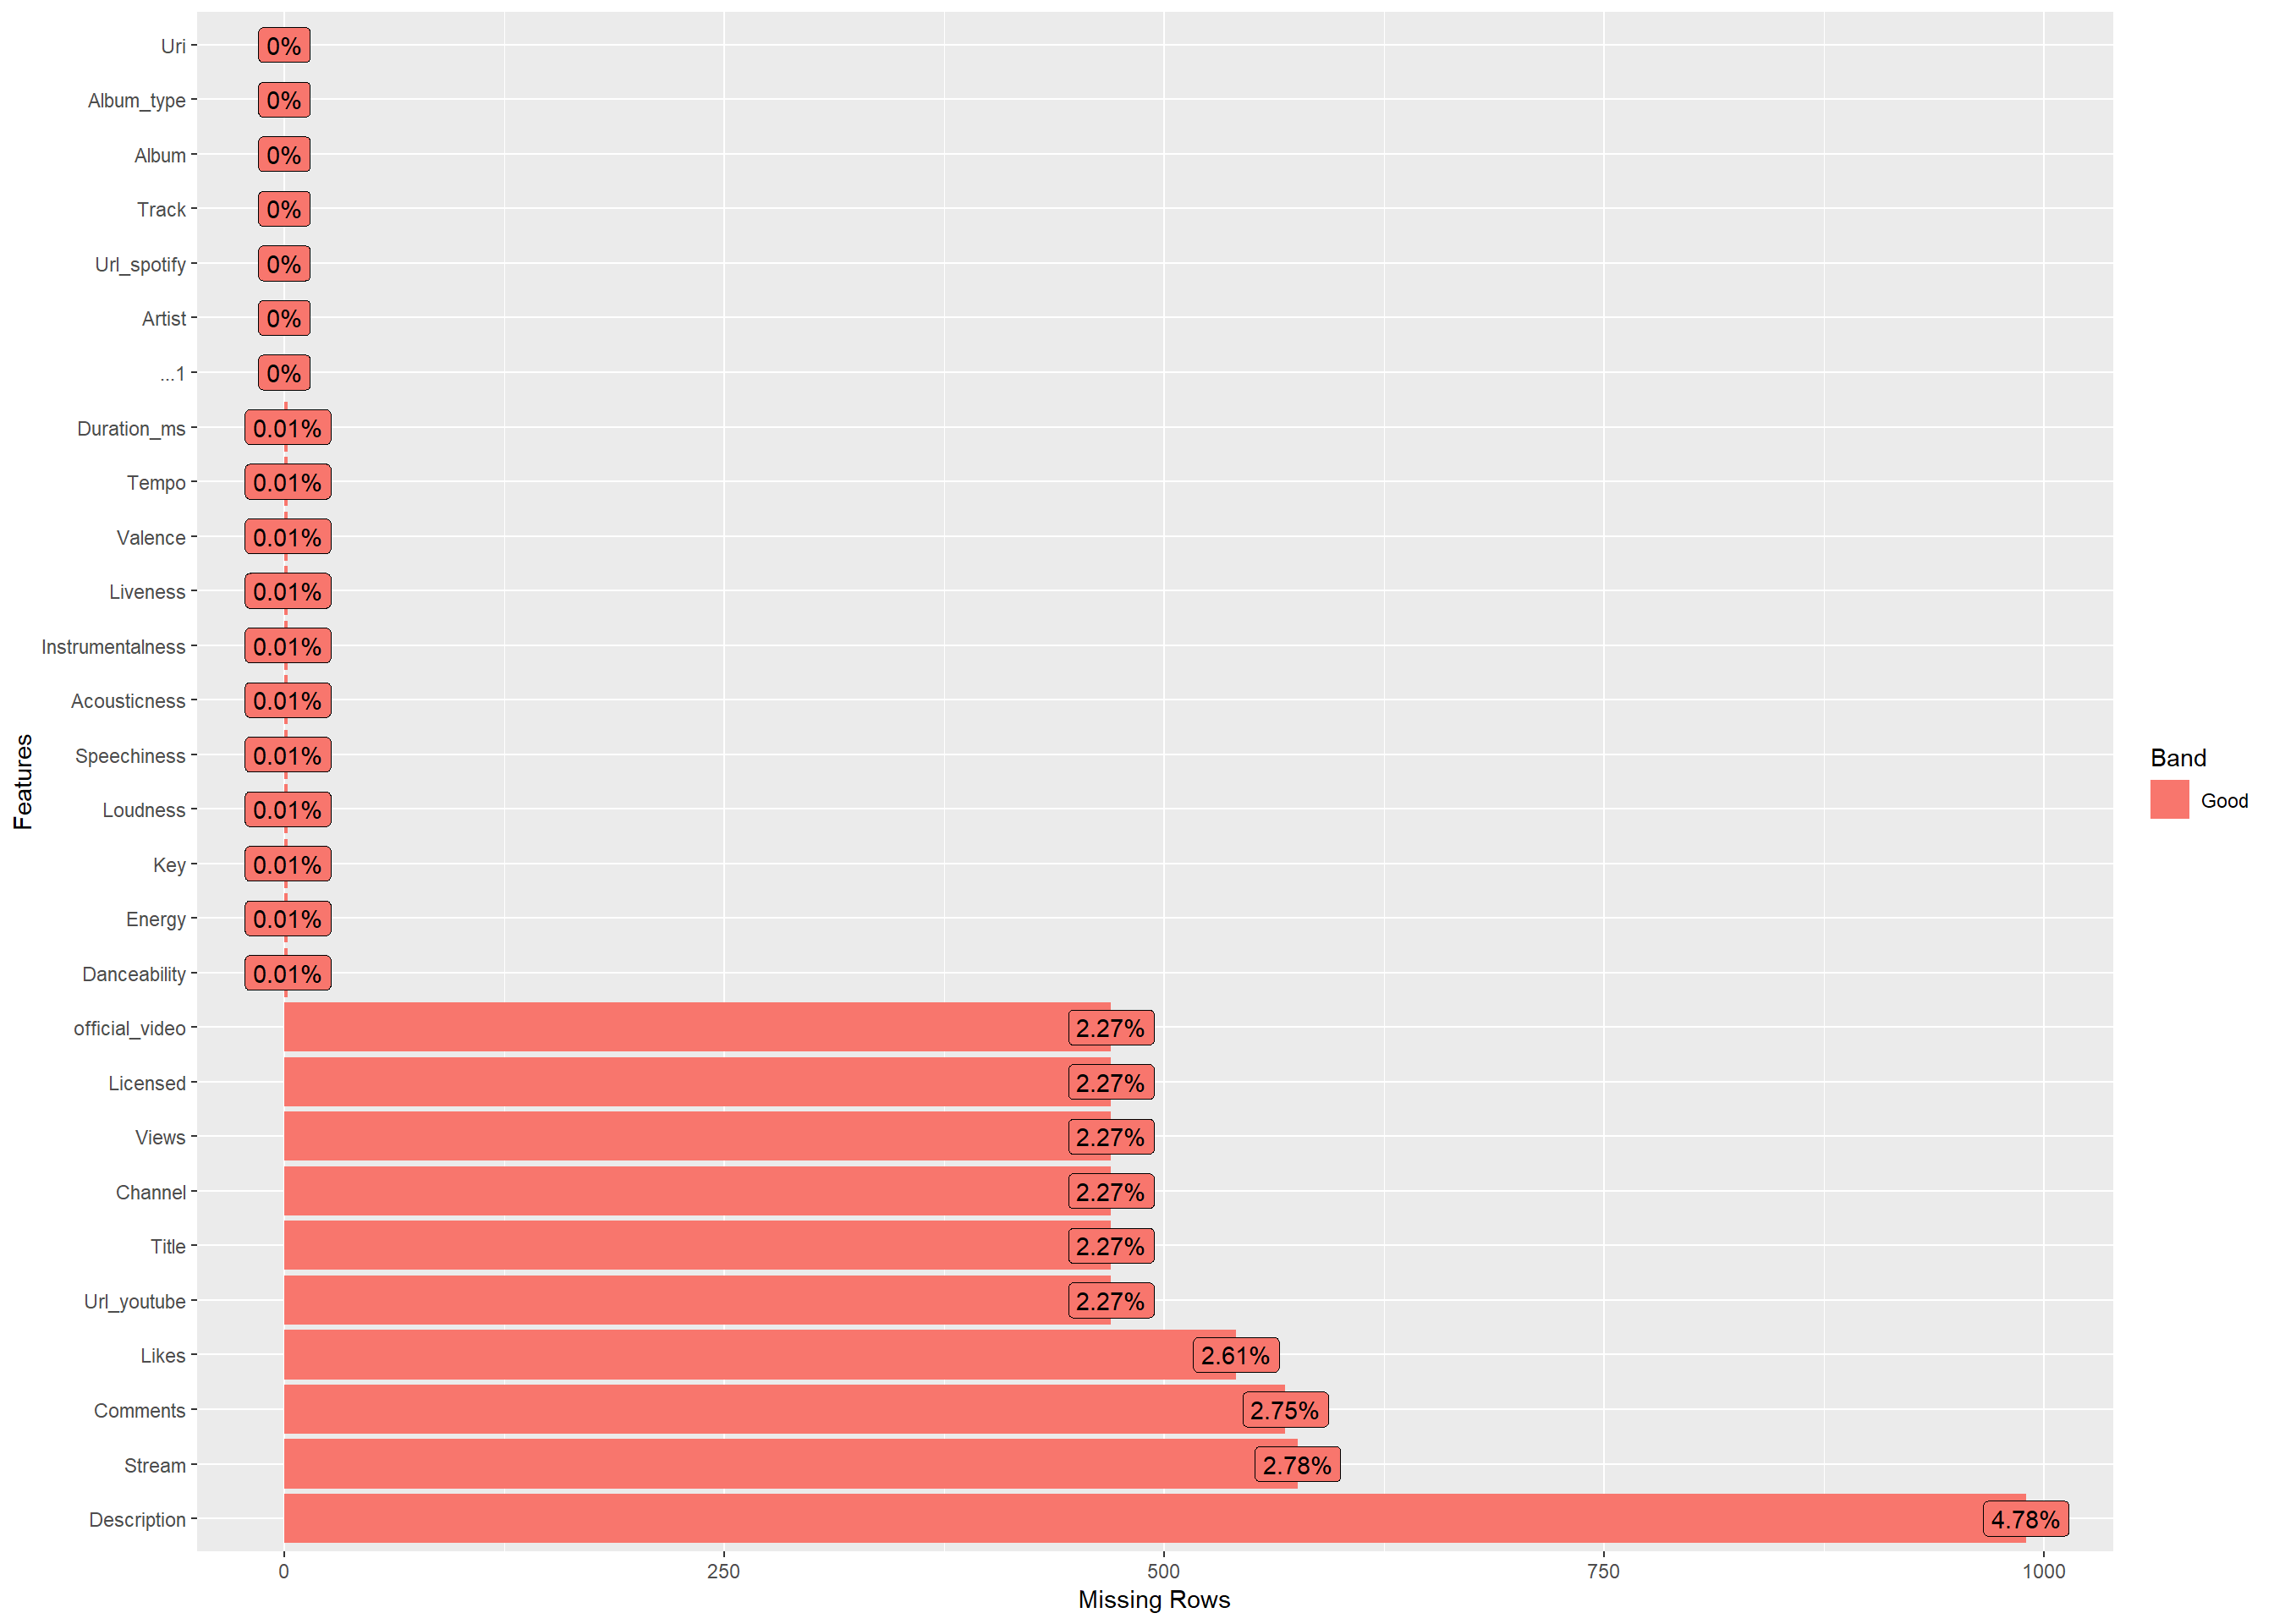 Features
Uri 0%
Album_type 0%
Album 0%
Track 0%
Url_spotify 0%
Artist 0%
...1 0%
Duration_ms 0.01%
Tempo 0.01%
Valence 0.01%
Liveness 0.01%
Instrumentalness 0.01%
Acousticness 0.01%
Speechiness 0.01%
Loudness 0.01%
Key 0.01%
Energy 0.01%
Danceability 0.01%
official_video 2.27%
Licensed 2.27%
Views 2.27%
Channel 2.27%
Title 2.27%
Url_youtube 2.27%
Likes 2.61%
Comments 2.75%
Stream 2.78%
Description 4.78%
0 250 500 750 1000
Missing Rows
Band
Good